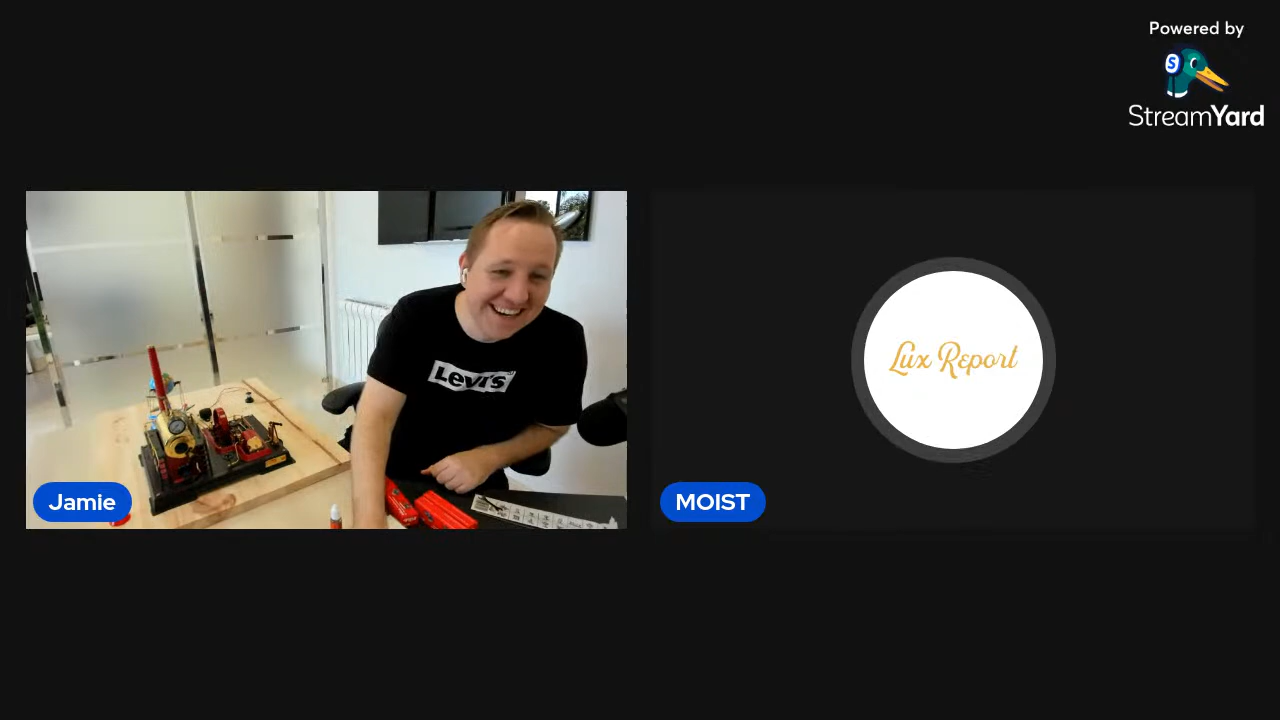 Powered by
S
StreamYard
Levi's
Lux Report
Jamie
MOIST